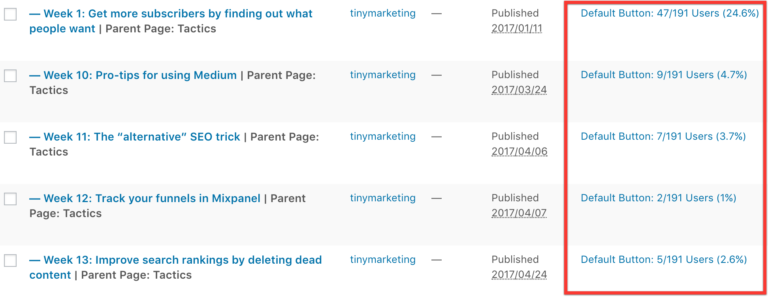 — Week 1: Get more subscribers by finding out what people want | Parent Page: Tactics
tinymarketing
—
Published
2017/01/11
Default Button: 47/191 Users (24.6%)
— Week 10: Pro-tips for using Medium | Parent Page: Tactics
tinymarketing
—
Published
2017/03/24
Default Button: 9/191 Users (4.7%)
— Week 11: The “alternative” SEO trick | Parent Page: Tactics
tinymarketing
—
Published
2017/04/06
Default Button: 7/191 Users (3.7%)
— Week 12: Track your funnels in Mixpanel | Parent Page: Tactics
tinymarketing
—
Published
2017/04/07
Default Button: 2/191 Users (1%)
— Week 13: Improve search rankings by deleting dead content | Parent Page: Tactics
tinymarketing
—
Published
2017/04/24
Default Button: 5/191 Users (2.6%)